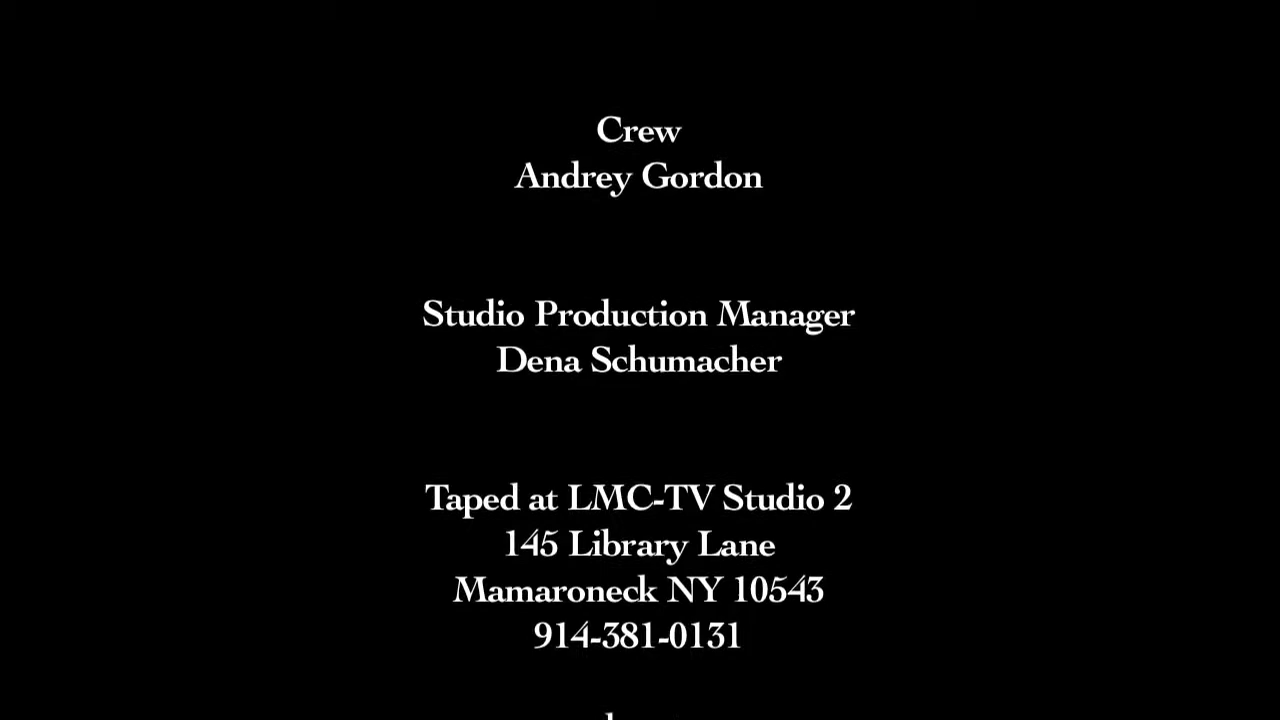 Crew
Andrey Gordon
Studio Production Manager
Dena Schumacher
Taped at LMC-TV Studio 2
145 Library Lane
Mamaroneck NY 10543
914-381-0131